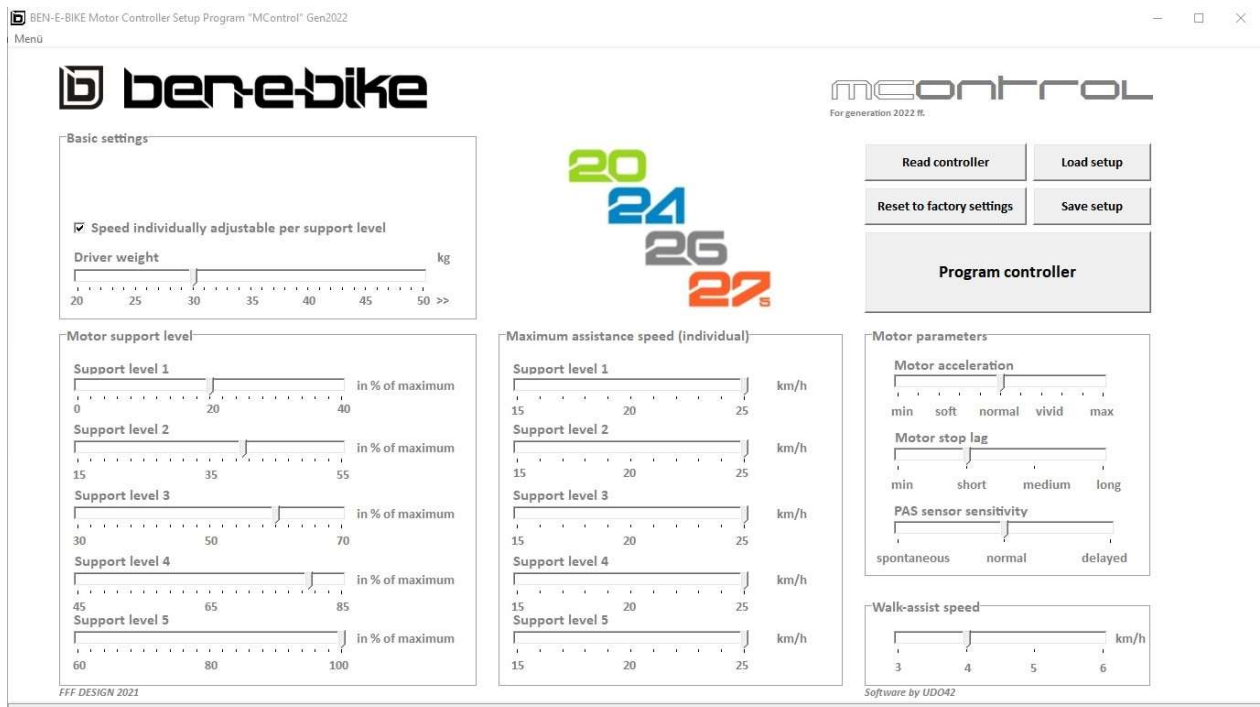 BEN-E-BIKE Motor Controller Setup Program "MControl" Gen2022
Menü
ben-e-bike
mcontrol
For generation 2022 ff.
Basic settings
Speed individually adjustable per support level
Driver weight kg
20 25 30 35 40 45 50 >>
20
24
26
27.5
Read controller Load setup
Reset to factory settings Save setup
Program controller
Motor support level
Support level 1
in % of maximum
0 20 40
Support level 2
in % of maximum
15 35 55
Support level 3
in % of maximum
30 50 70
Support level 4
in % of maximum
45 65 85
Support level 5
in % of maximum
60 80 100
Maximum assistance speed (individual)
Support level 1
km/h
15 20 25
Support level 2
km/h
15 20 25
Support level 3
km/h
15 20 25
Support level 4
km/h
15 20 25
Support level 5
km/h
15 20 25
Motor parameters
Motor acceleration
min soft normal vivid max
Motor stop lag
min short medium long
PAS sensor sensitivity
spontaneous normal delayed
Walk-assist speed
km/h
3 4 5 6
FFF DESIGN 2021
Software by UDO42